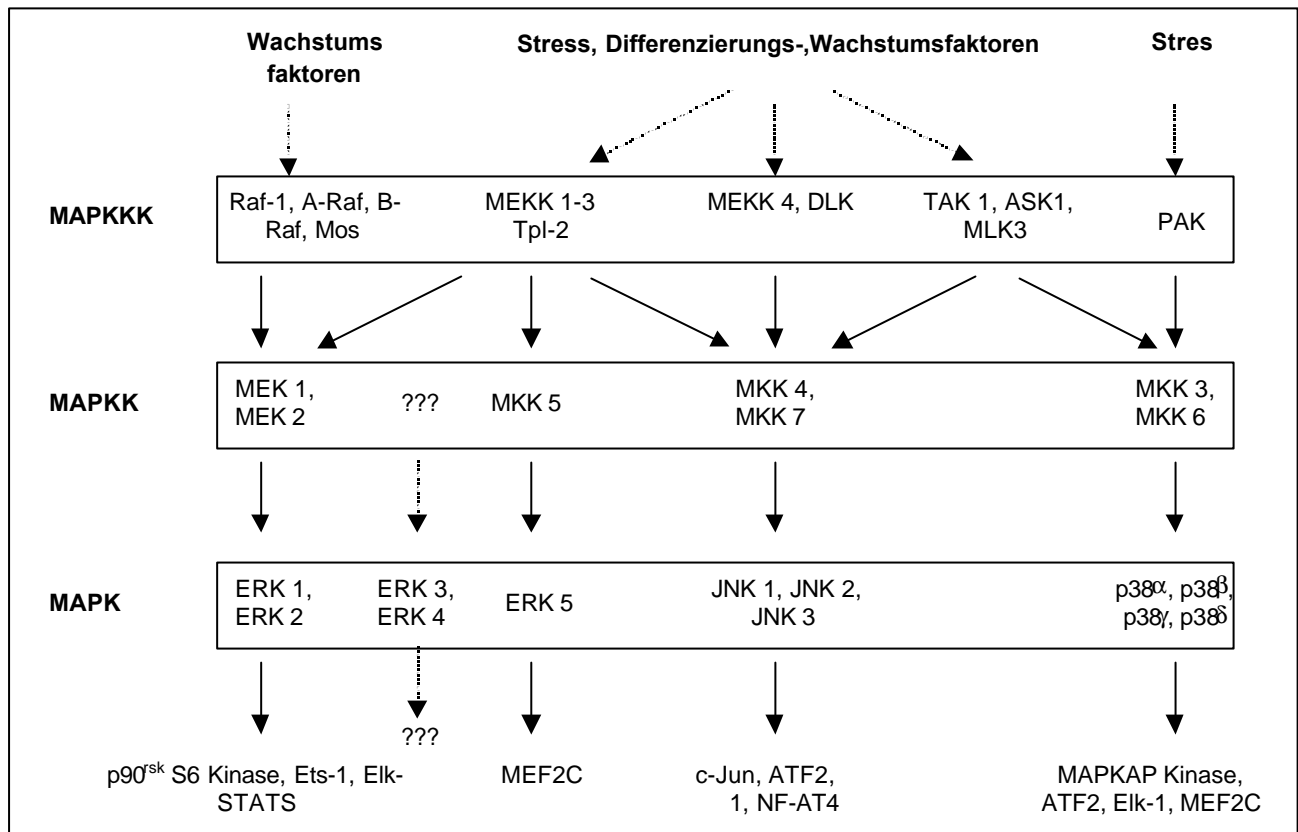 Wachstums
faktoren
Stress, Differenzierungs-,Wachstumsfaktoren
Stres
MAPKKK
Raf-1, A-Raf, B-
Raf, Mos
MEKK 1-3
Tpl-2
MEKK 4, DLK
TAK 1, ASK1,
MLK3
PAK
MAPKK
MEK 1,
MEK 2
???
MKK 5
MKK 4,
MKK 7
MKK 3,
MKK 6
MAPK
ERK 1,
ERK 2
ERK 3,
ERK 4
ERK 5
JNK 1, JNK 2,
JNK 3
p38α, p38β,
p38γ, p38δ
???
p90rsk S6 Kinase, Ets-1, Elk-
STATS
MEF2C
c-Jun, ATF2,
1, NF-AT4
MAPKAP Kinase,
ATF2, Elk-1, MEF2C